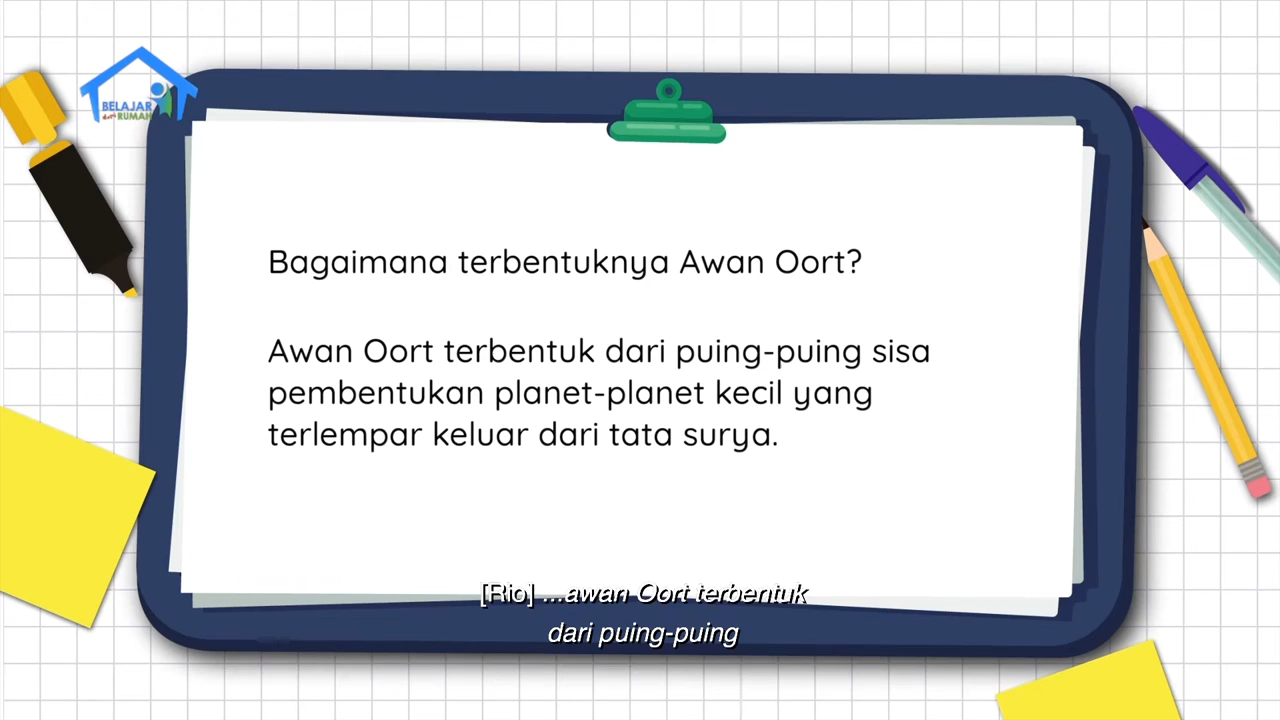 BELAJAR
dari RUMAH
Bagaimana terbentuknya Awan Oort?
Awan Oort terbentuk dari puing-puing sisa
pembentukan planet-planet kecil yang
terlempar keluar dari tata surya.
[Rio] ...awan Oort terbentuk
dari puing-puing